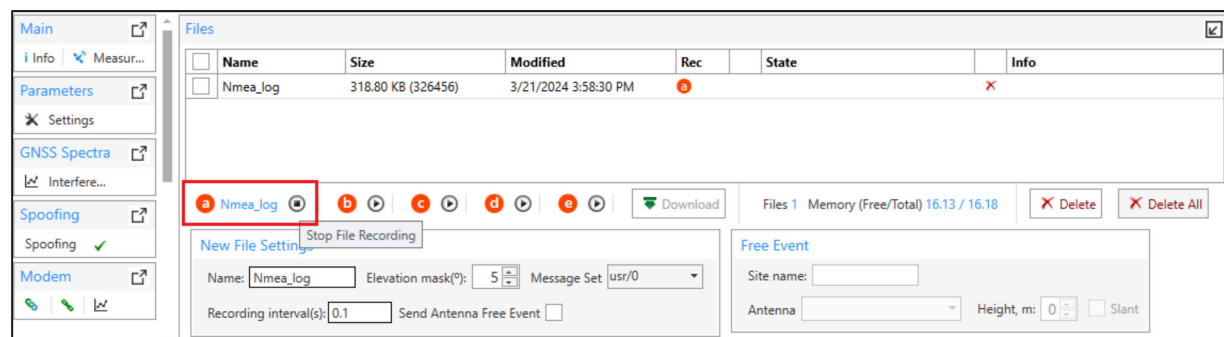 Main
i Info Measur...
Parameters
Settings
GNSS Spectra
Interfere...
Spoofing
Spoofing
Modem
Files
Name Size Modified Rec State Info
Nmea_log 318.80 KB (326456) 3/21/2024 3:58:30 PM a
a Nmea_log b c d e Download Files 1 Memory (Free/Total) 16.13 / 16.18 Delete Delete All
Stop File Recording
New File Settings
Name: Nmea_log Elevation mask(º): 5 Message Set usr/0
Recording interval(s): 0.1 Send Antenna Free Event
Free Event
Site name:
Antenna Height, m: 0 Slant